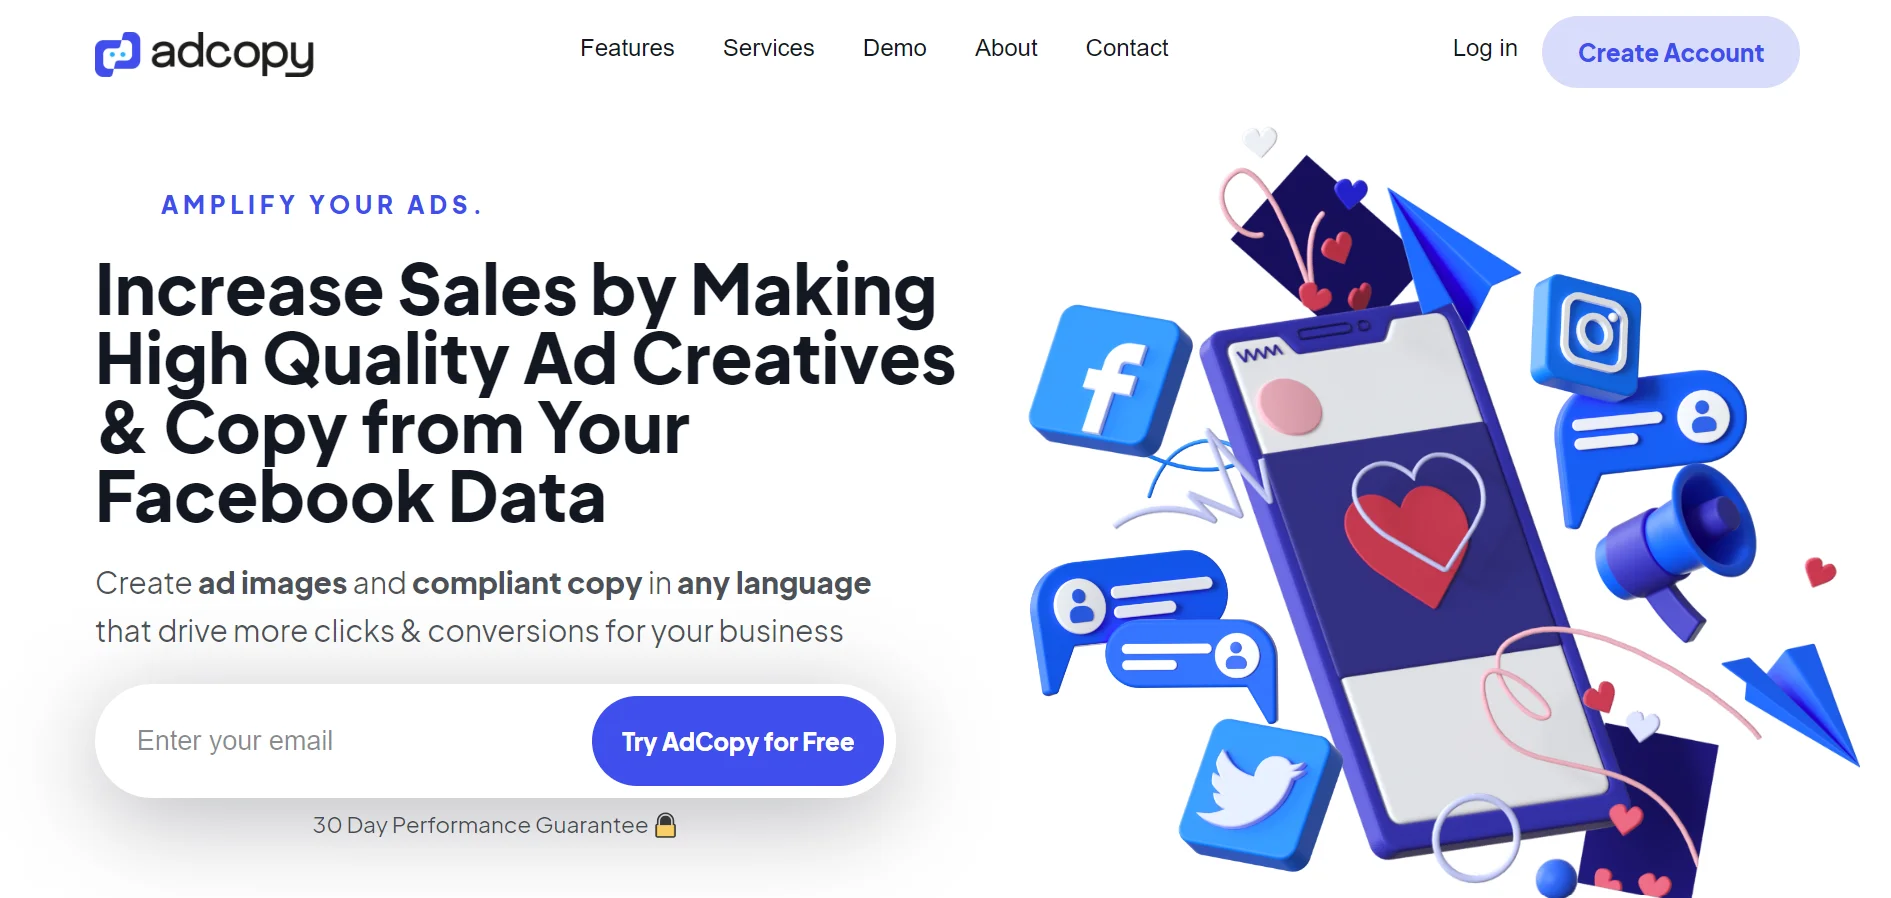 adcopy
Features Services Demo About Contact
Log in Create Account
AMPLIFY YOUR ADS.
Increase Sales by Making
High Quality Ad Creatives
& Copy from Your
Facebook Data
Create ad images and compliant copy in any language
that drive more clicks & conversions for your business
Enter your email
Try AdCopy for Free
30 Day Performance Guarantee 🔒